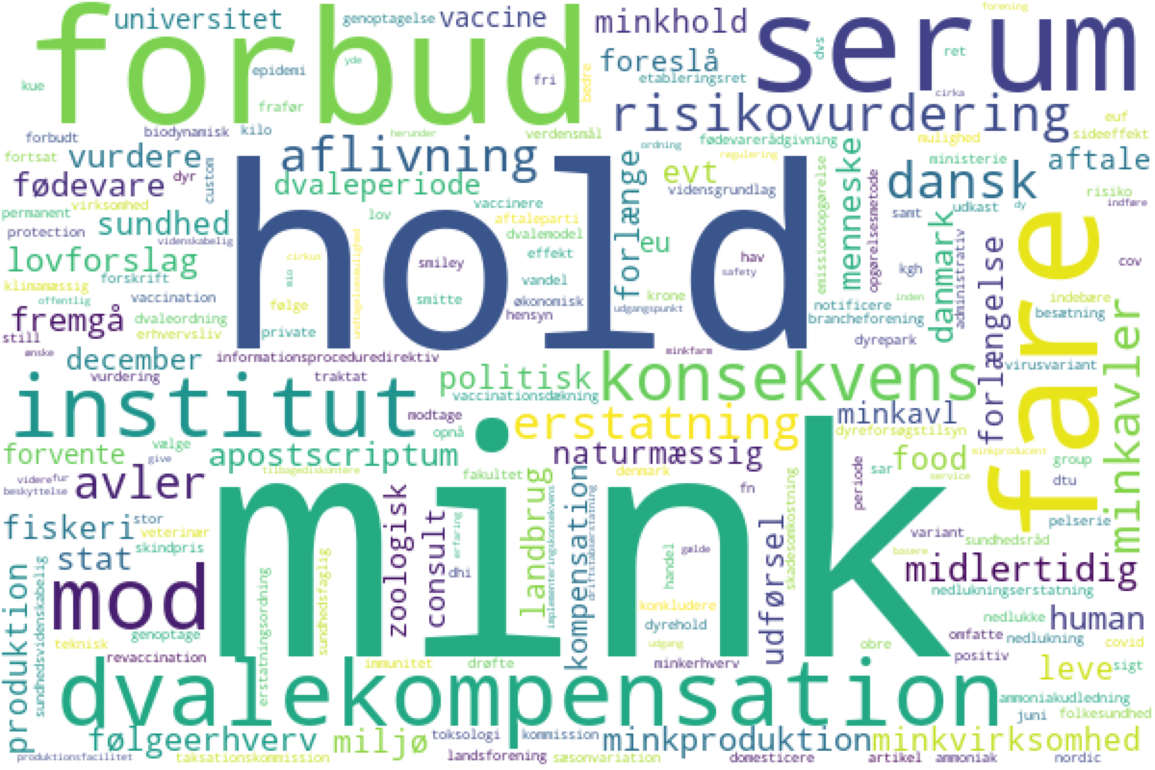 universitet
genoptagelse
vaccine
minkhold
forening
forbud
serum
epidemi
yde
fri
bedre
foreslå
etableringsret
dvs
ret
kue
frafør
cirka
risikovurdering
forbudt
biodynamisk
kilo
herunder
verdensmål
ordning
fødevarerådgivning
mulighed
euf
sideeffekt
fortsat
vurdere
aflivning
regulering
ministerie
aftale
fødevare
dyr
custom
dvaleperiode
vaccinere
forlænge
evt
vidensgrundlag
menneske
dansk
risiko
permanent
virksomhed
lov
aftaleparti
emissionsopgørelse
opgørelsesmetode
samt
udkast
dy
indføre
protection
sundhed
hold
dvalemodel
videnskabelig
effekt
eu
hav
danmark
administrativ
fare
cov
lovforslag
cirkus
undtagelsesmulighed
smiley
vandel
safety
kgh
forlængelse
klimamæssig
forskrift
mio
krone
inden
indebære
offentlig
vaccination
følge
smitte
økonomisk
udgangspunkt
notificere
besætning
fremgå
dvaleordning
hensyn
brancheforening
still
erhvervsliv
private
dyrepark
minkavler
ønske
december
informationsproceduredirektiv
minkfarm
virusvariant
vurdering
traktat
politisk
konsekvens
vaccinationsdækning
institut
modtage
erstatning
minkavl
opnå
dyreforsøgstilsyn
forvente
vælge
apostscriptum
naturmæssig
minkproducent
give
tilbagediskontere
fakultet
denmark
periode
sar
food
group
videre
fur
avler
service
dtu
beskyttelse
mink
zoologisk
consult
erfaring
landbrug
implementeringskonsekvens
kompensation
driftstabserstatning
fn
skadesomkostning
variant
pelserie
fiskeri
stor
veterinær
udførsel
handel
gælde
basere
sundhedsråd
stat
skindpris
sundhedsfaglig
dhi
midlertidig
mod
erstatningsordning
konkludere
nedlukningserstatning
produktion
sundhedsvidenskabelig
dyrehold
nedlukke
human
teknisk
genoptage
udgang
obre
omfatte
nedlukning
covid
revaccination
immunitet
drøfte
minkerhverv
positiv
leve
sigt
dvalekompensation
ammoniakudledning
juni
folkesundhed
følgeerhverv
miljø
toksologi
kommission
minkproduktion
minkvirksomhed
produktionsfacilitet
taksationskommission
landsforening
sæsonvariation
domesticere
artikel
ammoniak
nordic